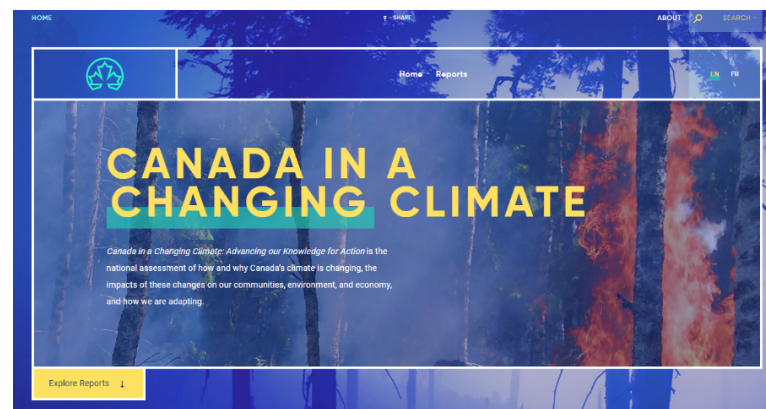 HOME
SHARE
ABOUT
SEARCH
Home Reports
EN FR
CANADA IN A
CHANGING CLIMATE
Canada in a Changing Climate: Advancing our Knowledge for Action is the
national assessment of how and why Canada's climate is changing, the
impacts of these changes on our communities, environment, and economy,
and how we are adapting.
Explore Reports ↓